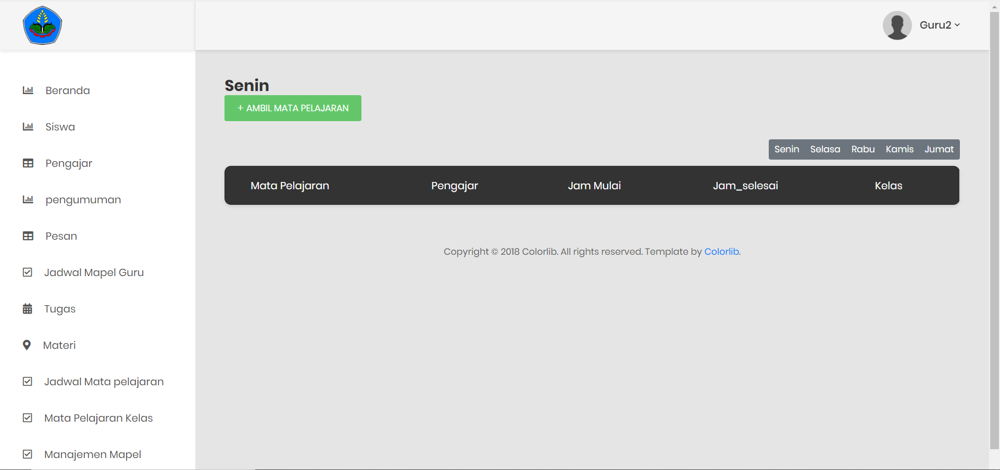 Guru2
Beranda
Siswa
Pengajar
pengumuman
Pesan
Jadwal Mapel Guru
Tugas
Materi
Jadwal Mata pelajaran
Mata Pelajaran Kelas
Manajemen Mapel
Senin
+ AMBIL MATA PELAJARAN
Senin Selasa Rabu Kamis Jumat
Mata Pelajaran Pengajar Jam Mulai Jam_selesai Kelas
Copyright © 2018 Colorlib. All rights reserved. Template by Colorlib.